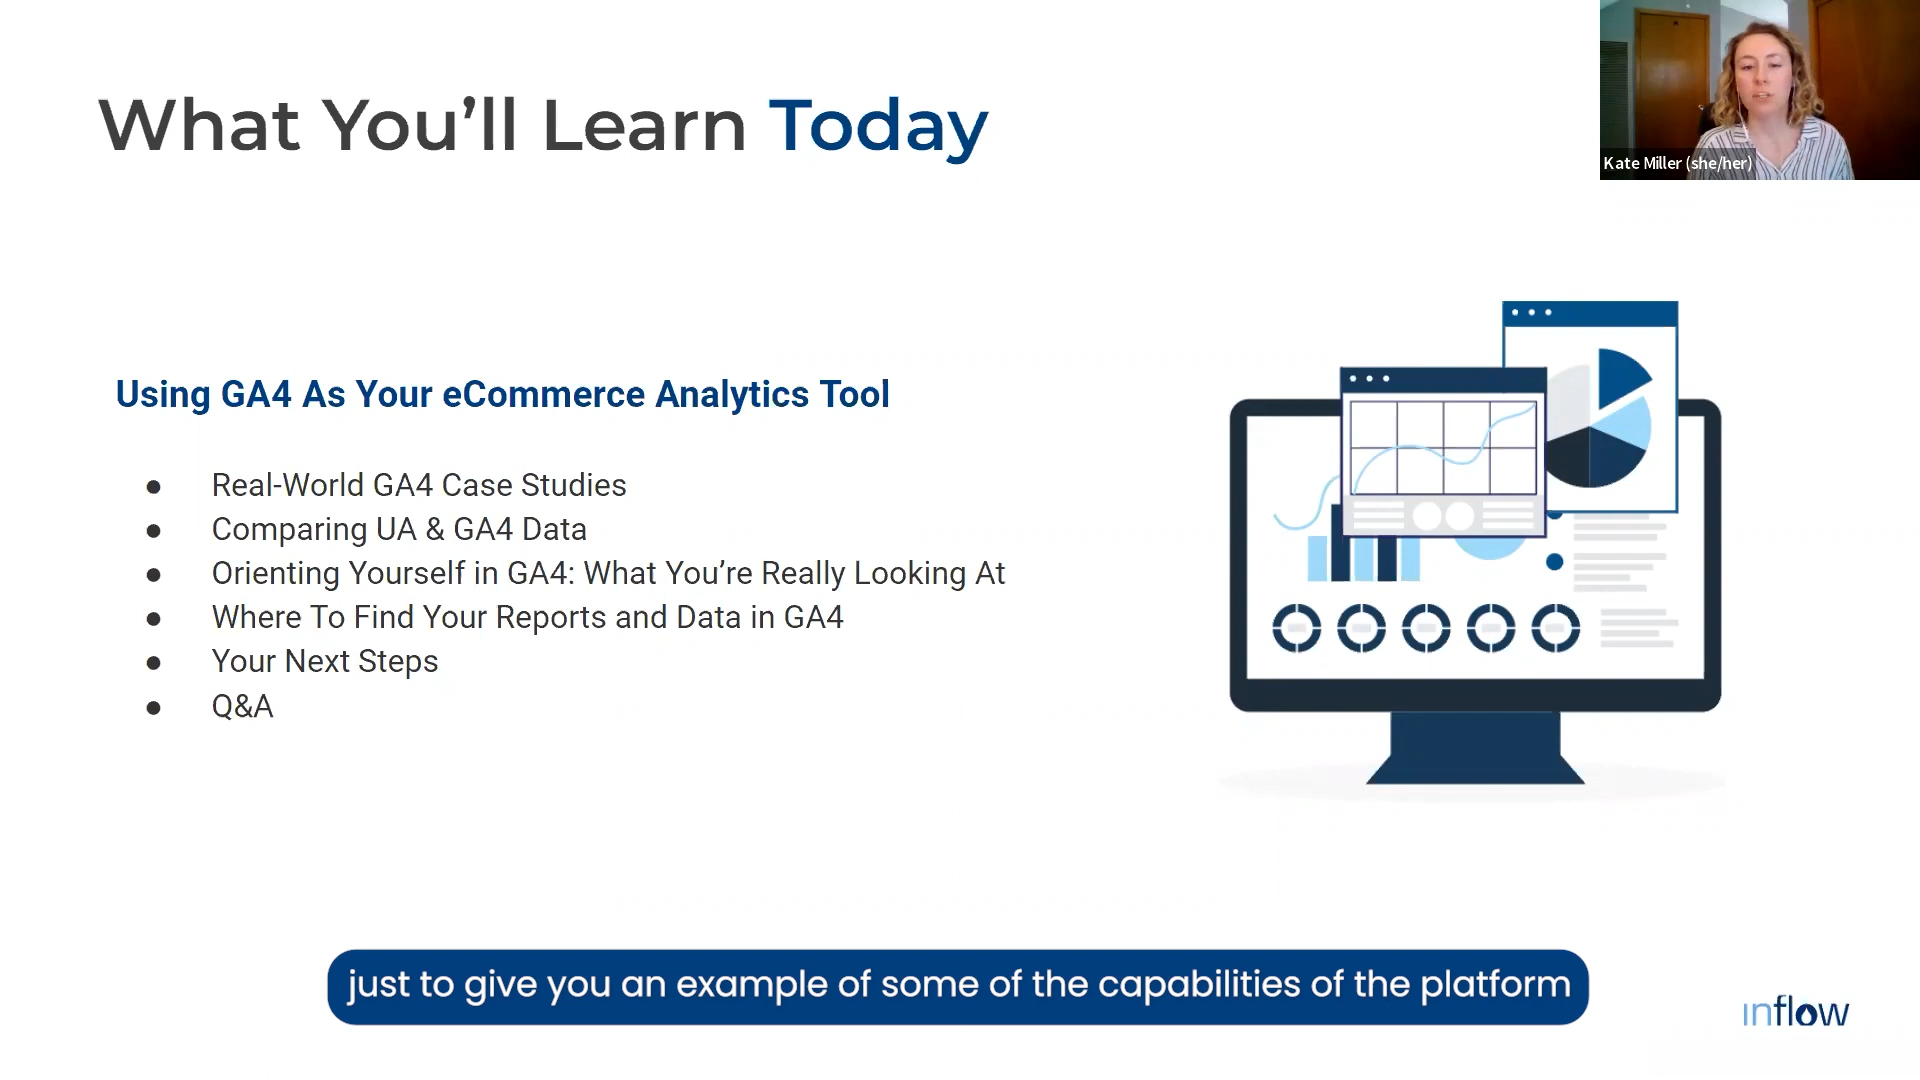 What You’ll Learn Today
Kate Miller (she/her)
Using GA4 As Your eCommerce Analytics Tool
● Real-World GA4 Case Studies
● Comparing UA & GA4 Data
● Orienting Yourself in GA4: What You’re Really Looking At
● Where To Find Your Reports and Data in GA4
● Your Next Steps
● Q&A
just to give you an example of some of the capabilities of the platform
inflow